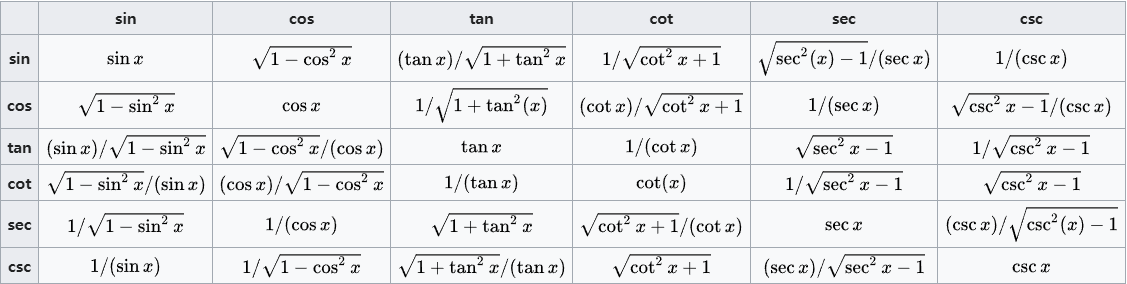 sin cos tan cot sec csc
sin sin x √(1 − cos² x) (tan x)/√(1 + tan² x) 1/√(cot² x + 1) √(sec²(x) − 1)/(sec x) 1/(csc x)
cos √(1 − sin² x) cos x 1/√(1 + tan²(x)) (cot x)/√(cot² x + 1) 1/(sec x) √(csc² x − 1)/(csc x)
tan (sin x)/√(1 − sin² x) √(1 − cos² x)/(cos x) tan x 1/(cot x) √(sec² x − 1) 1/√(csc² x − 1)
cot √(1 − sin² x)/(sin x) (cos x)/√(1 − cos² x) 1/(tan x) cot(x) 1/√(sec² x − 1) √(csc² x − 1)
sec 1/√(1 − sin² x) 1/(cos x) √(1 + tan² x) √(cot² x + 1)/(cot x) sec x (csc x)/√(csc²(x) − 1)
csc 1/(sin x) 1/√(1 − cos² x) √(1 + tan² x)/(tan x) √(cot² x + 1) (sec x)/√(sec² x − 1) csc x